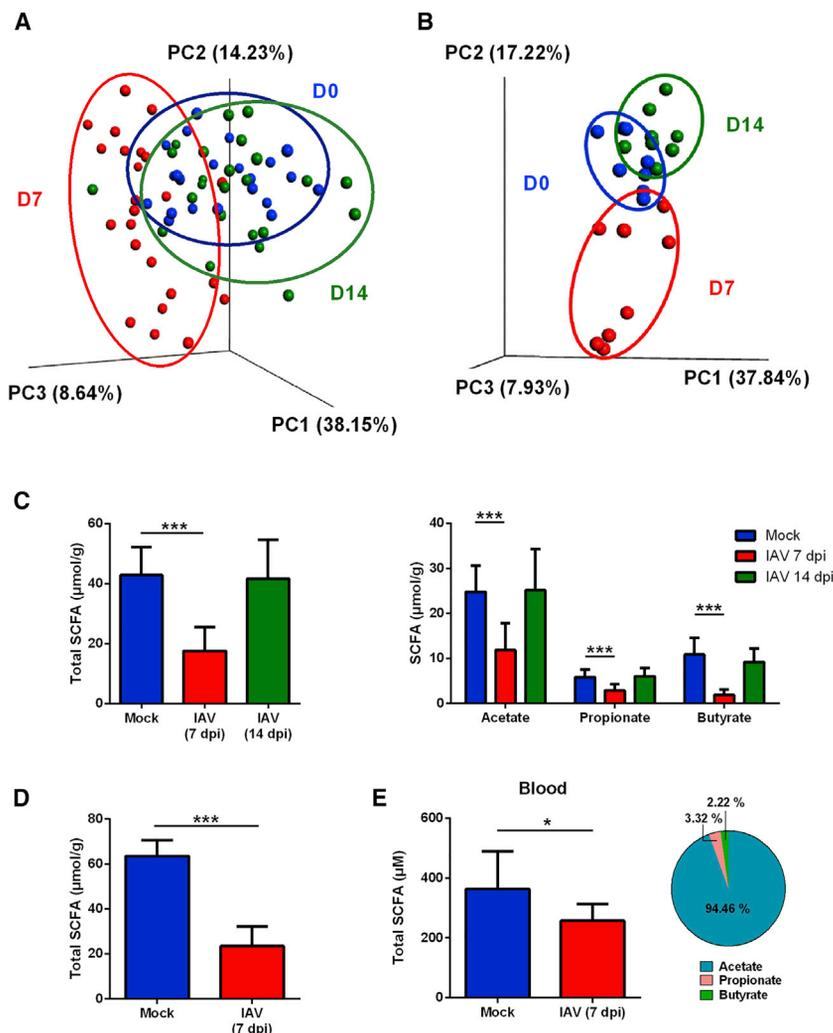 A
PC2 (14.23%)
D0
D7
D14
PC3 (8.64%)
PC1 (38.15%)
B
PC2 (17.22%)
D14
D0
D7
PC3 (7.93%)
PC1 (37.84%)
C
Total SCFA (µmol/g)
60
40
20
0
***
Mock
IAV
(7 dpi)
IAV
(14 dpi)
SCFA (µmol/g)
40
30
20
10
0
***
***
***
Acetate
Propionate
Butyrate
Mock
IAV 7 dpi
IAV 14 dpi
D
Total SCFA (µmol/g)
80
60
40
20
0
***
Mock
IAV
(7 dpi)
E
Blood
Total SCFA (µM)
600
400
200
0
*
Mock
IAV (7 dpi)
2.22 %
3.32 %
94.46 %
Acetate
Propionate
Butyrate